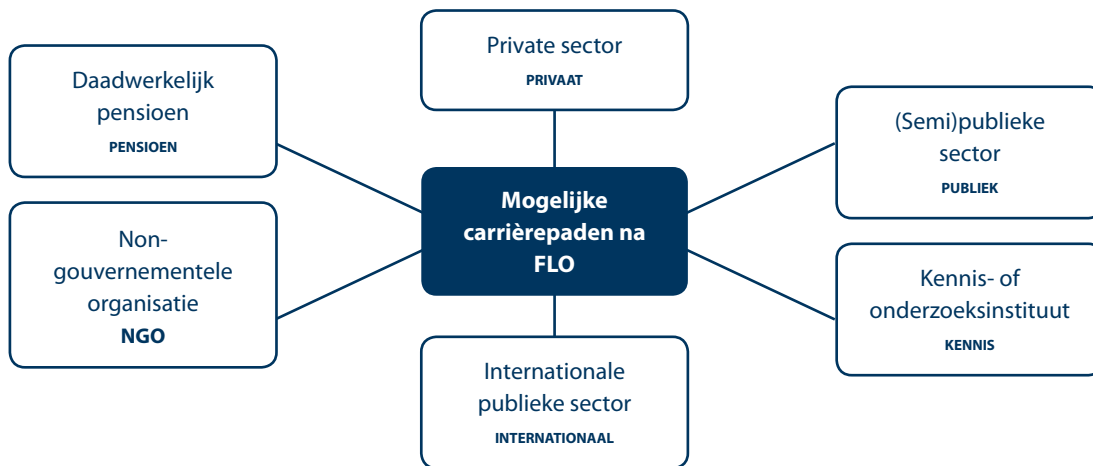 Private sector
PRIVAAT
Daadwerkelijk
pensioen
PENSIOEN
(Semi)publieke
sector
PUBLIEK
Mogelijke
carrièrepaden na
FLO
Non-
gouvernementele
organisatie
NGO
Kennis- of
onderzoeksinstituut
KENNIS
Internationale
publieke sector
INTERNATIONAAL